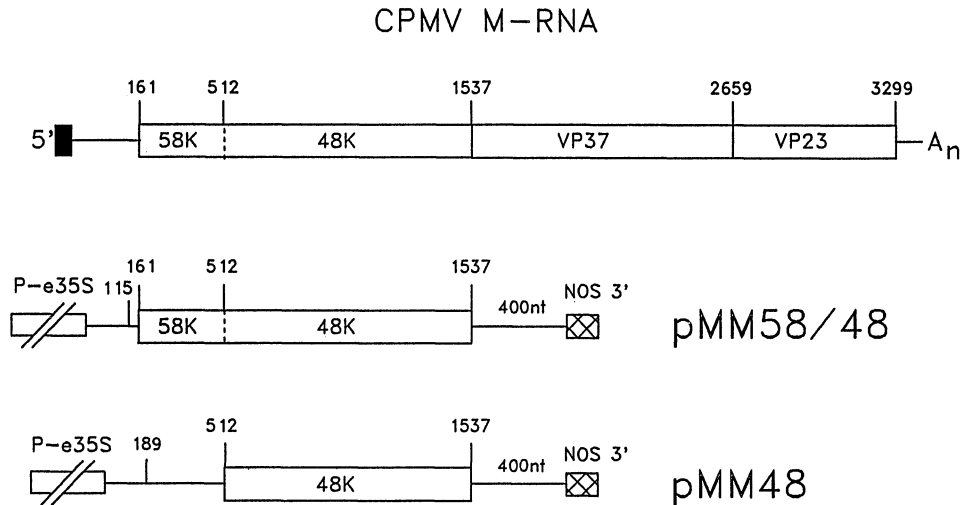 CPMV M-RNA
161 512 1537 2659 3299
5' 58K 48K VP37 VP23 An
161 512 1537
P-e35S 115 400nt NOS 3'
58K 48K pMM58/48
512 1537
P-e35S 189 400nt NOS 3'
48K pMM48